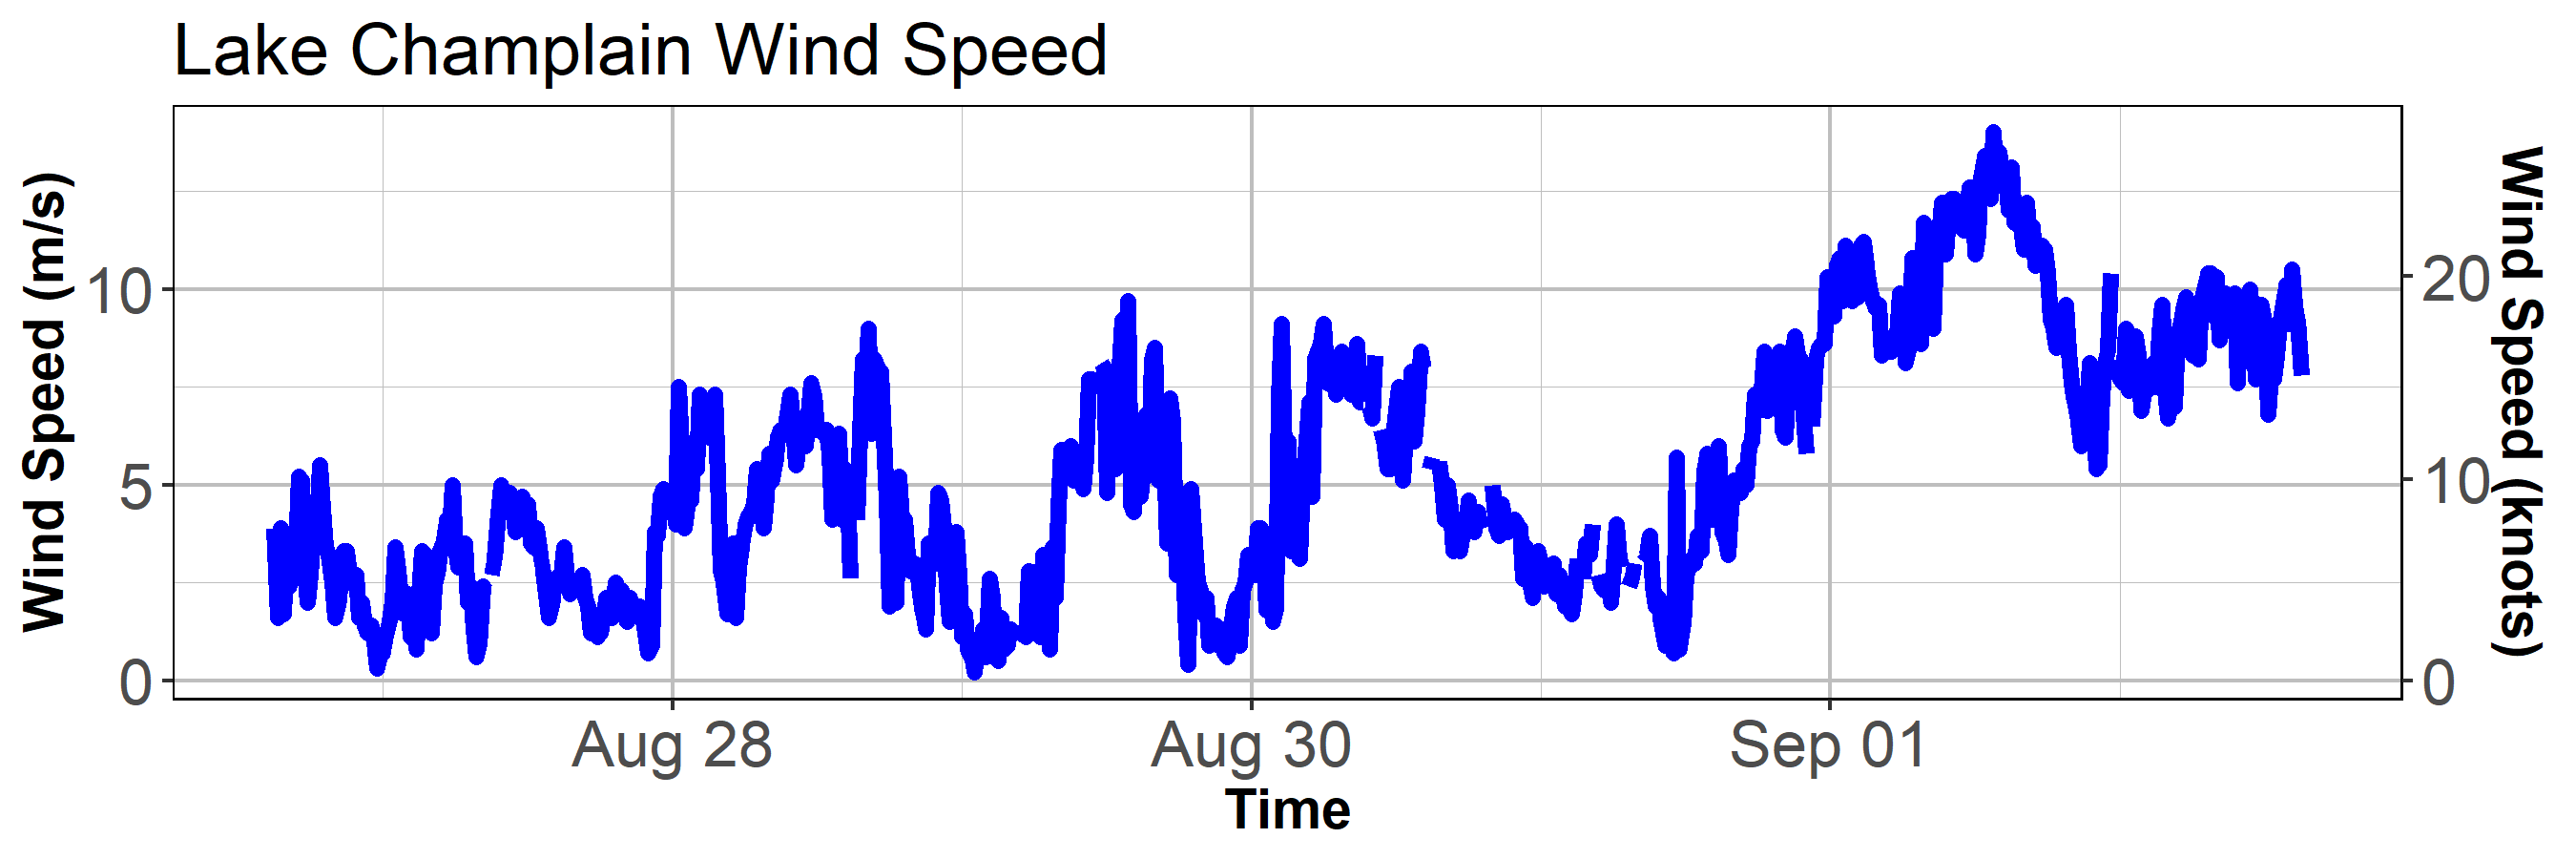 Lake Champlain Wind Speed
Wind Speed (m/s)
10
5
0
20
10
0
Wind Speed (knots)
Aug 28
Aug 30
Sep 01
Time